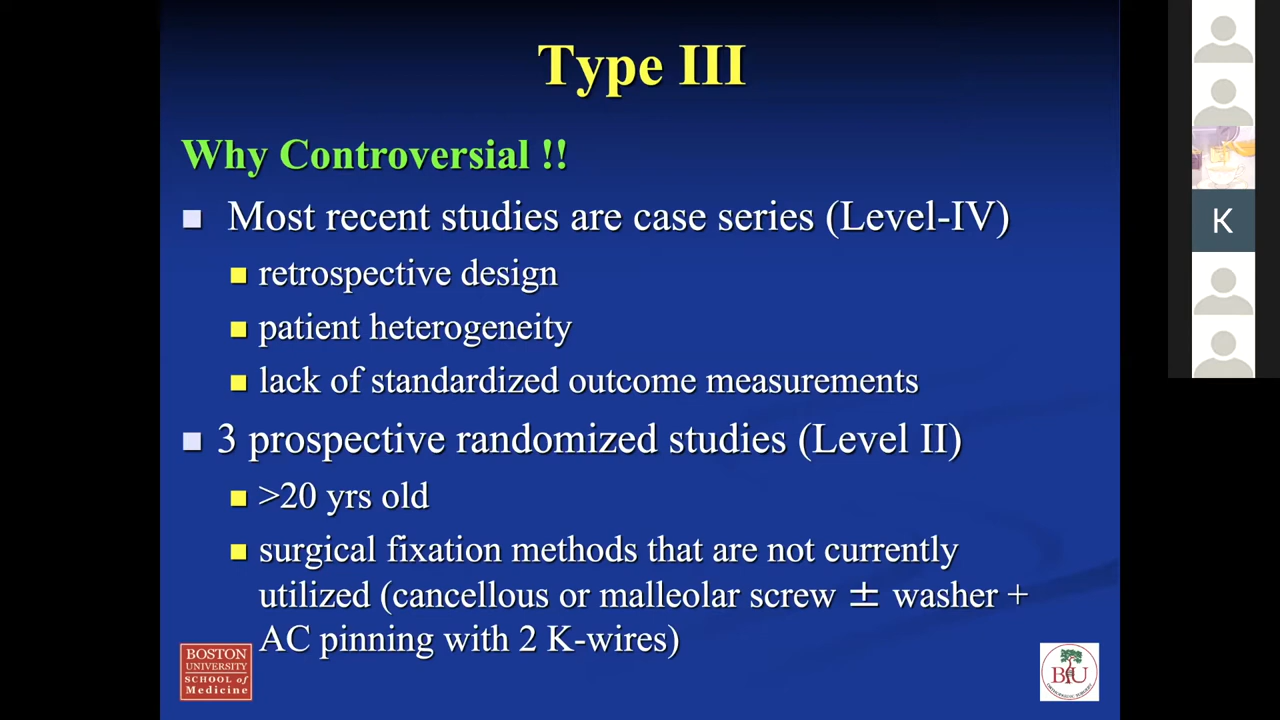 Type III
Why Controversial !!
Most recent studies are case series (Level-IV)
retrospective design
patient heterogeneity
lack of standardized outcome measurements
3 prospective randomized studies (Level II)
>20 yrs old
surgical fixation methods that are not currently
utilized (cancellous or malleolar screw ± washer +
AC pinning with 2 K-wires)
BOSTON
UNIVERSITY
SCHOOL of
Medicine
BU
K